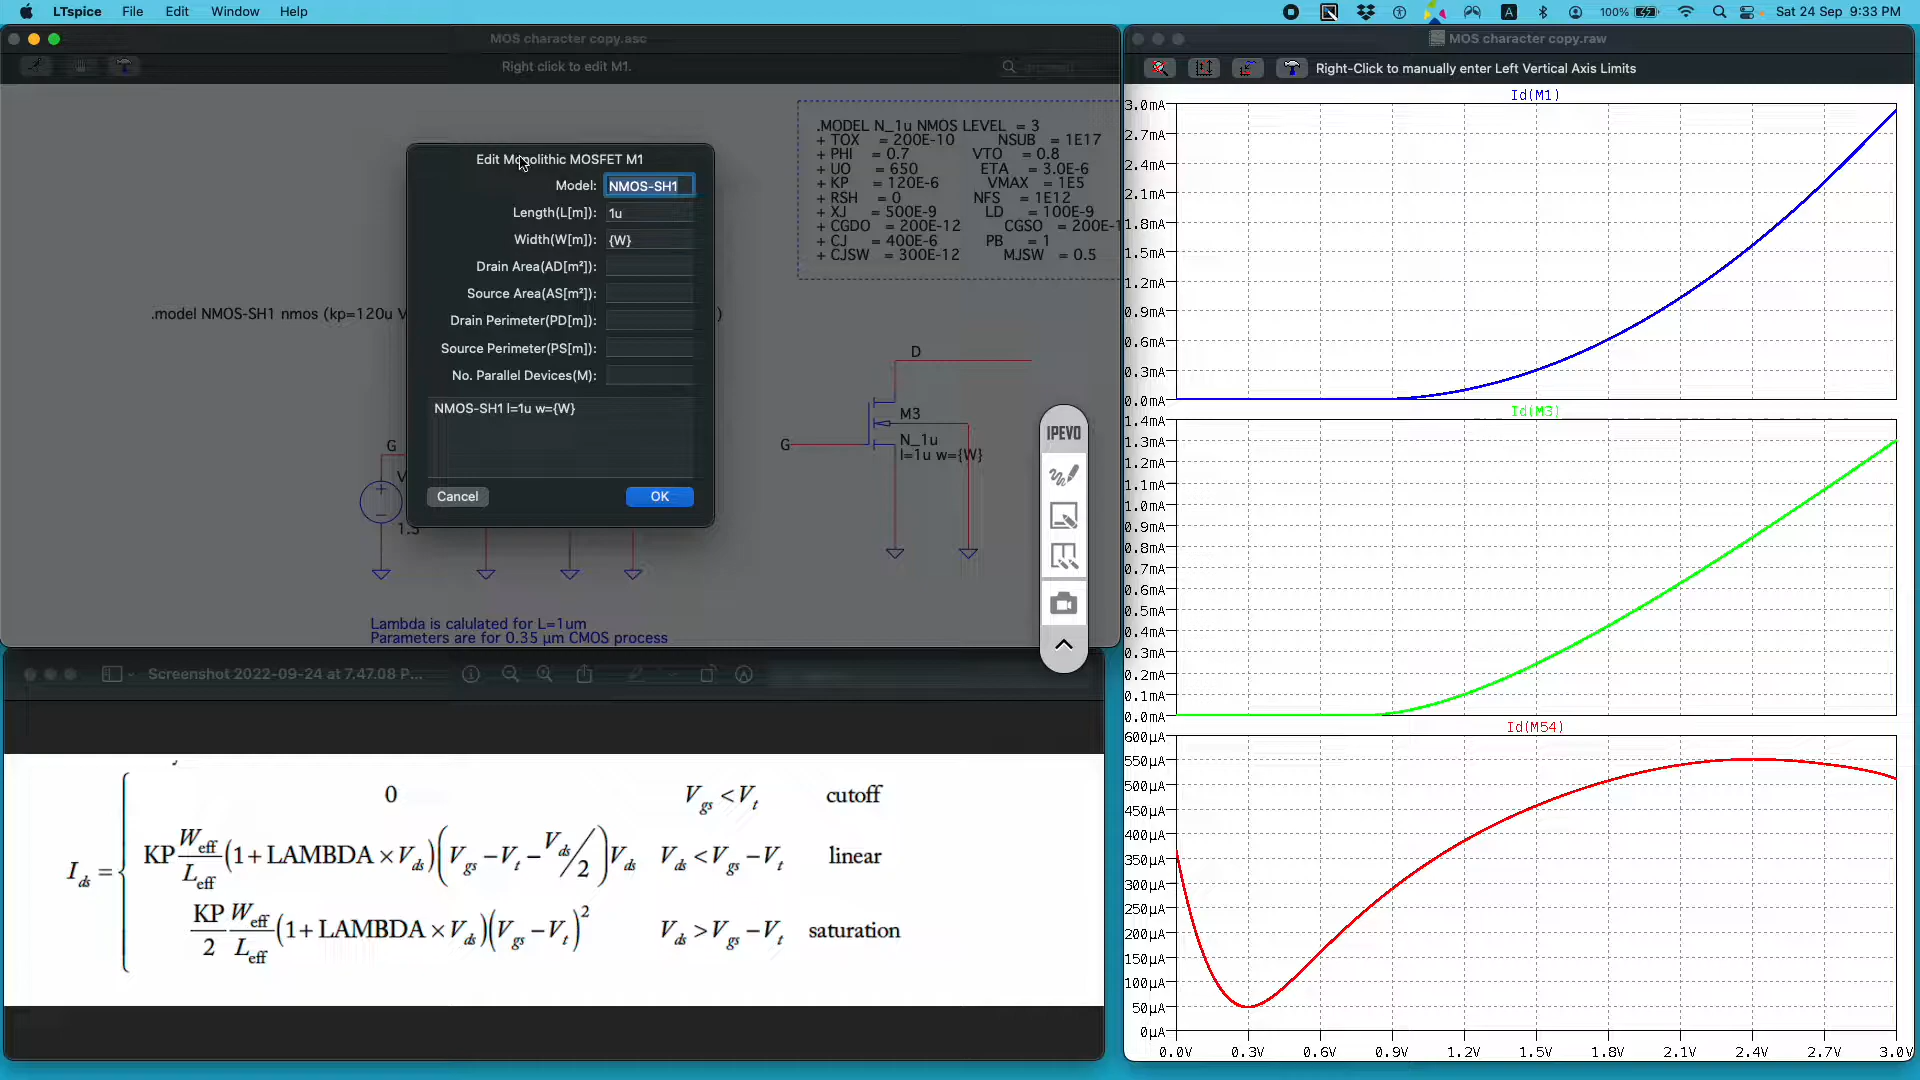 LTspice File Edit Window Help
100% A Sat 24 Sep 9:33 PM
MOS character copy.asc
Right click to edit M1.
.MODEL N_1u NMOS LEVEL = 3
+ TOX = 200E-10 NSUB = 1E17
+ PHI = 0.7 VTO = 0.8
+ UO = 650 ETA = 3.0E-6
+ KP = 120E-6 VMAX = 1E5
+ RSH = 0 NFS = 1E12
+ XJ = 500E-9 LD = 100E-9
+ CGDO = 200E-12 CGSO = 200E-1
+ CJ = 400E-6 PB = 1
+ CJSW = 300E-12 MJSW = 0.5
Edit Monolithic MOSFET M1
Model: NMOS-SH1
Length(L[m]): 1u
Width(W[m]): {W}
Drain Area(AD[m²]):
Source Area(AS[m²]):
Drain Perimeter(PD[m]):
Source Perimeter(PS[m]):
No. Parallel Devices(M):
NMOS-SH1 l=1u w={W}
Cancel OK
.model NMOS-SH1 nmos (kp=120u V
)
G
V
1.5
D
M3
G
N_1u
l=1u w={W}
IPEVO
Lambda is calulated for L=1um
Parameters are for 0.35 µm CMOS process
Screenshot 2022-09-24 at 7.47.08 P...
0 V_gs < V_t cutoff
I_ds = KP W_eff/L_eff (1+LAMBDA×V_ds)(V_gs − V_t − V_ds/2)V_ds V_ds < V_gs − V_t linear
KP/2 W_eff/L_eff (1+LAMBDA×V_ds)(V_gs − V_t)² V_ds > V_gs − V_t saturation
MOS character copy.raw
Right-Click to manually enter Left Vertical Axis Limits
Id(M1)
3.0mA
2.7mA
2.4mA
2.1mA
1.8mA
1.5mA
1.2mA
0.9mA
0.6mA
0.3mA
0.0mA
Id(M3)
1.4mA
1.3mA
1.2mA
1.1mA
1.0mA
0.9mA
0.8mA
0.7mA
0.6mA
0.5mA
0.4mA
0.3mA
0.2mA
0.1mA
0.0mA
Id(M54)
600µA
550µA
500µA
450µA
400µA
350µA
300µA
250µA
200µA
150µA
100µA
50µA
0µA
0.0V 0.3V 0.6V 0.9V 1.2V 1.5V 1.8V 2.1V 2.4V 2.7V 3.0V